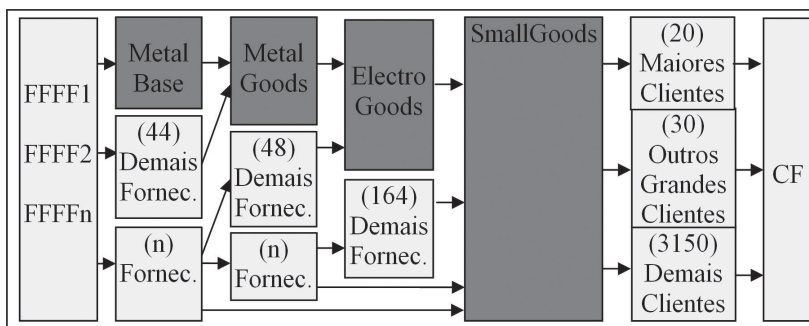 FFFF1
FFFF2
FFFFn
Metal
Base
(44)
Demais
Fornec.
(n)
Fornec.
Metal
Goods
(48)
Demais
Fornec.
(n)
Fornec.
Electro
Goods
(164)
Demais
Fornec.
SmallGoods
(20)
Maiores
Clientes
(30)
Outros
Grandes
Clientes
(3150)
Demais
Clientes
CF